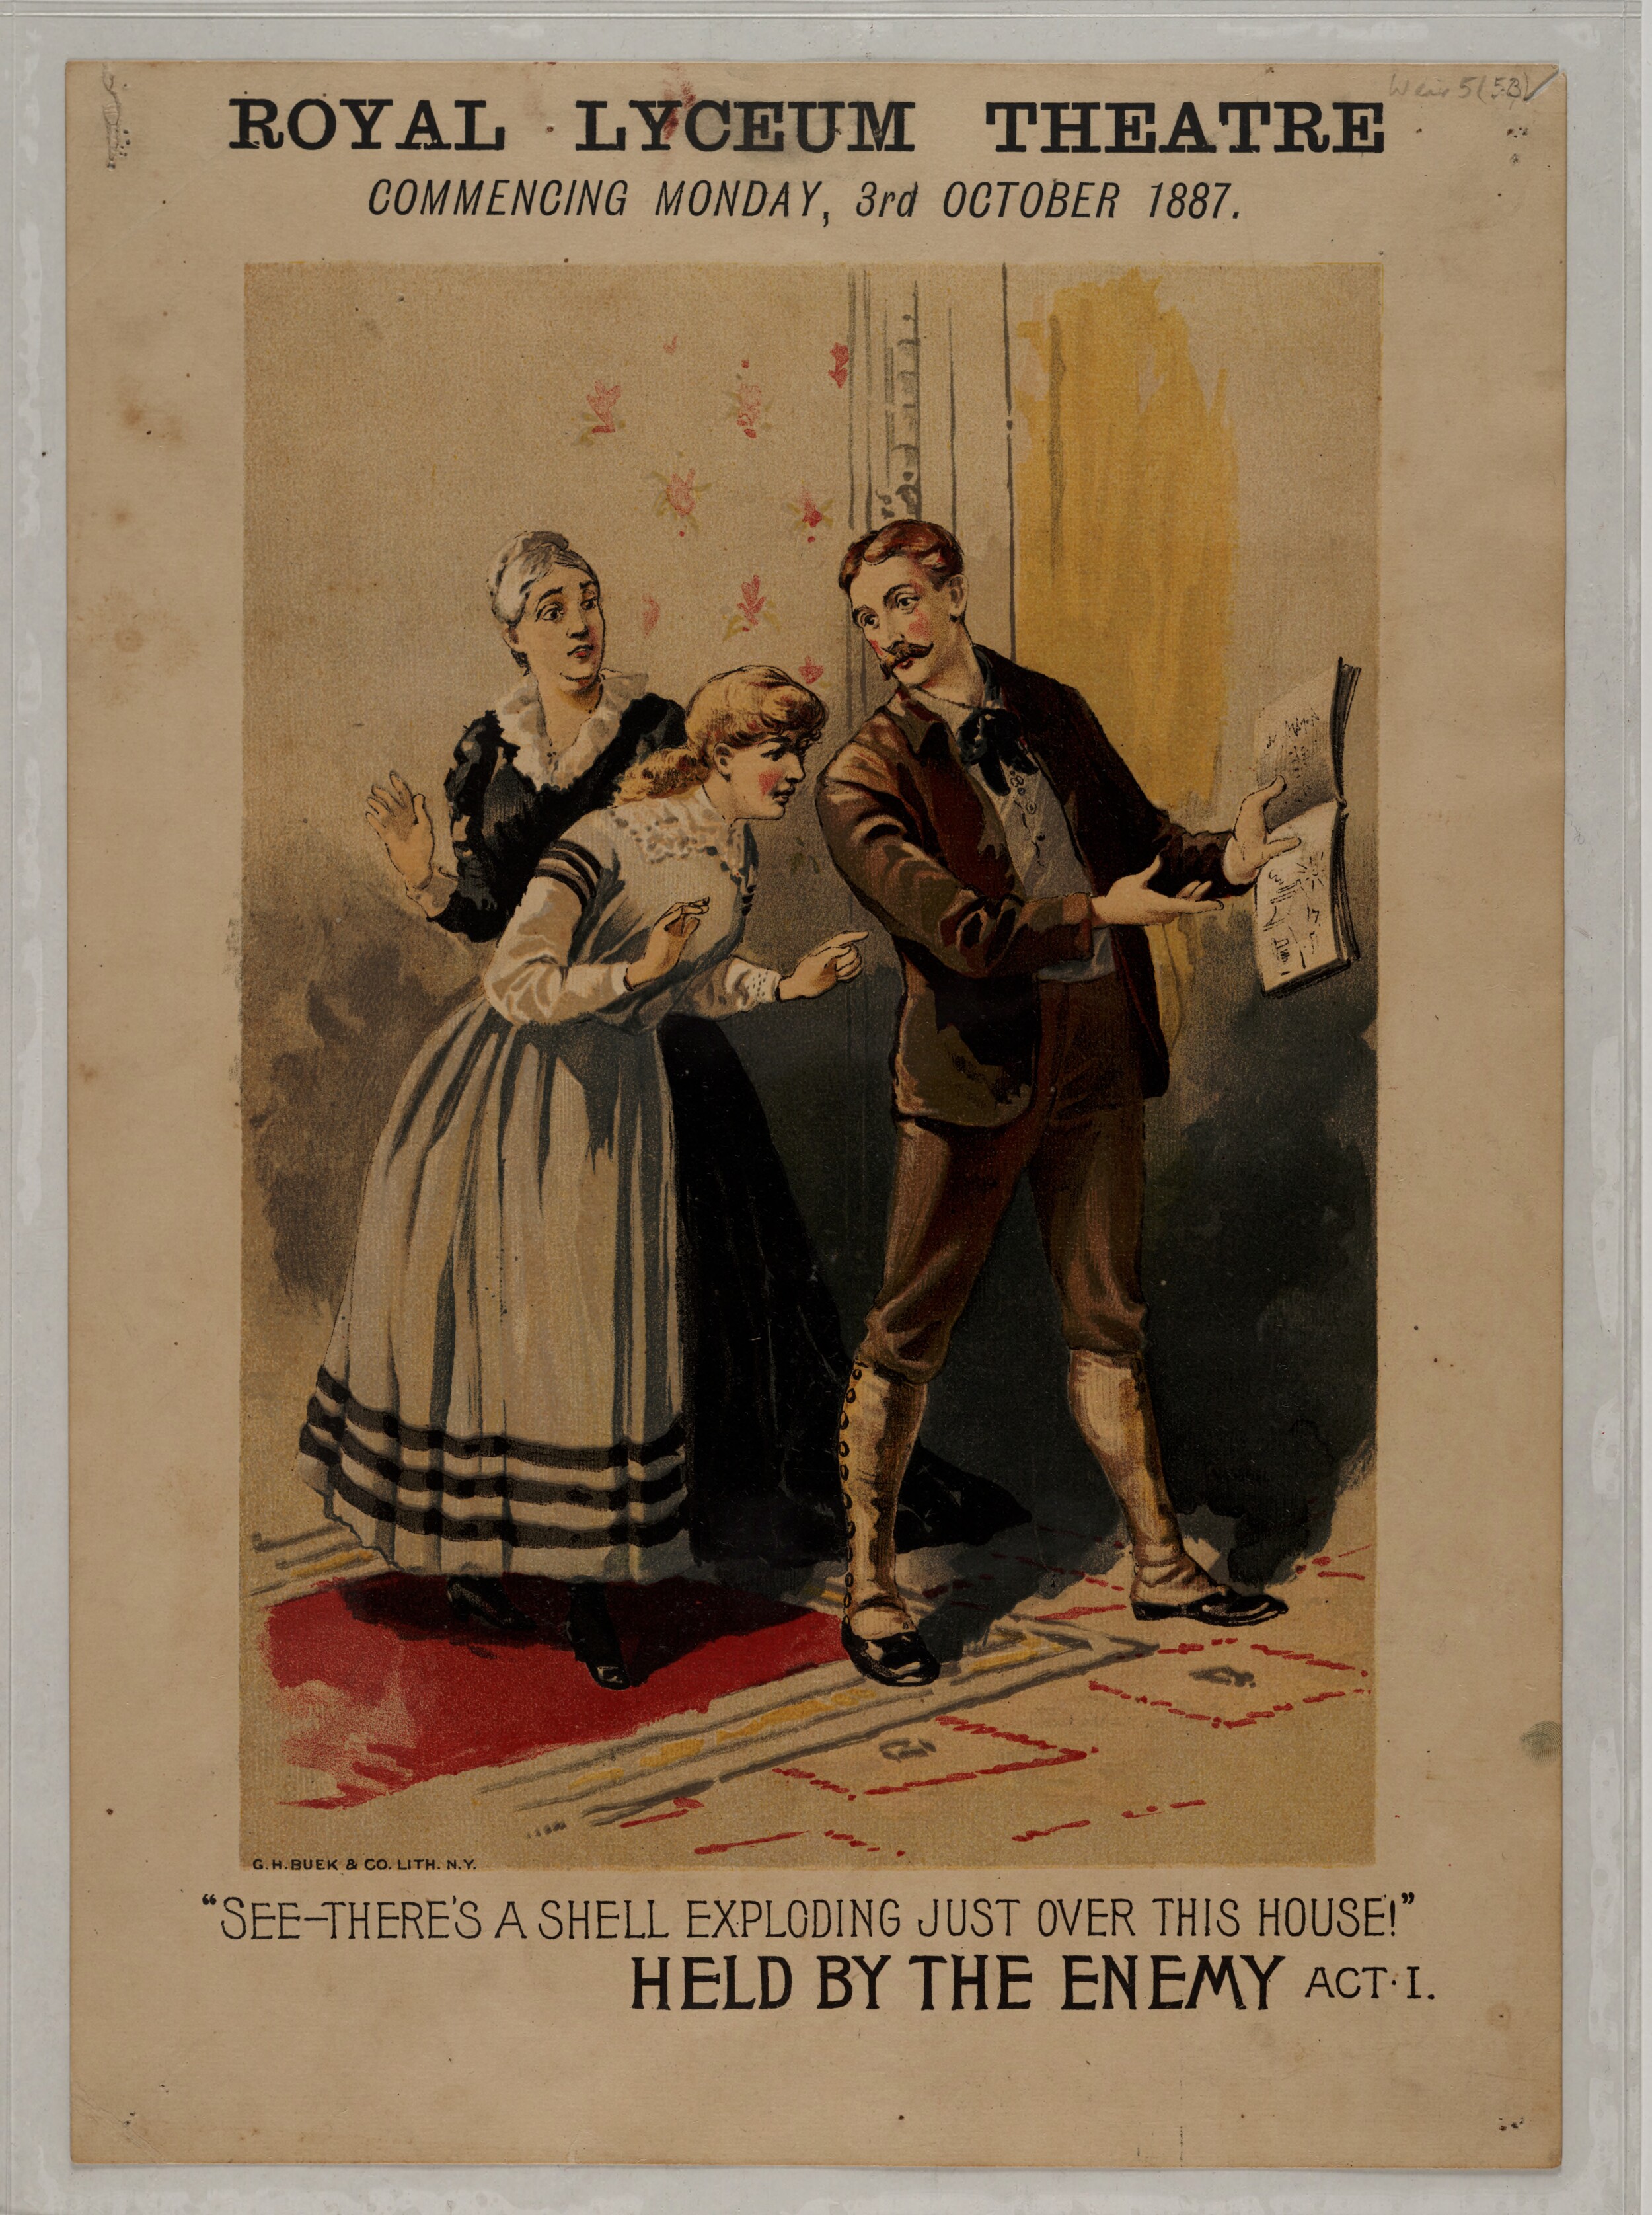 ROYAL LYCEUM THEATRE
COMMENCING MONDAY, 3rd OCTOBER 1887.
G.H.BUEK & CO. LITH. N.Y.
“SEE—THERE'S A SHELL EXPLODING JUST OVER THIS HOUSE!”
HELD BY THE ENEMY ACT·I.